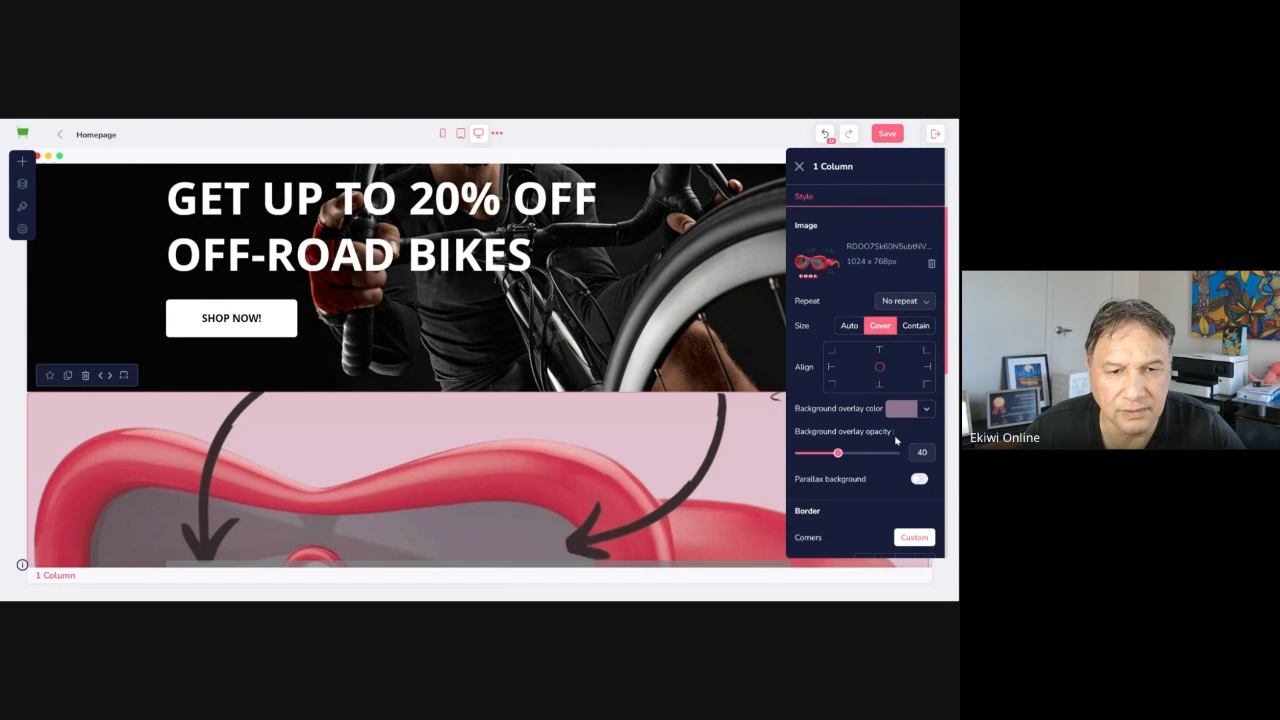 Homepage
Save
GET UP TO 20% OFF
OFF-ROAD BIKES
SHOP NOW!
1 Column
Style
Image
RDOO7Sk60N5ubtNV...
1024 x 768px
Repeat
No repeat
Size
Auto Cover Contain
Align
Background overlay color
Background overlay opacity :
40
Parallax background
Border
Corners
Custom
1 Column
Ekiwi Online